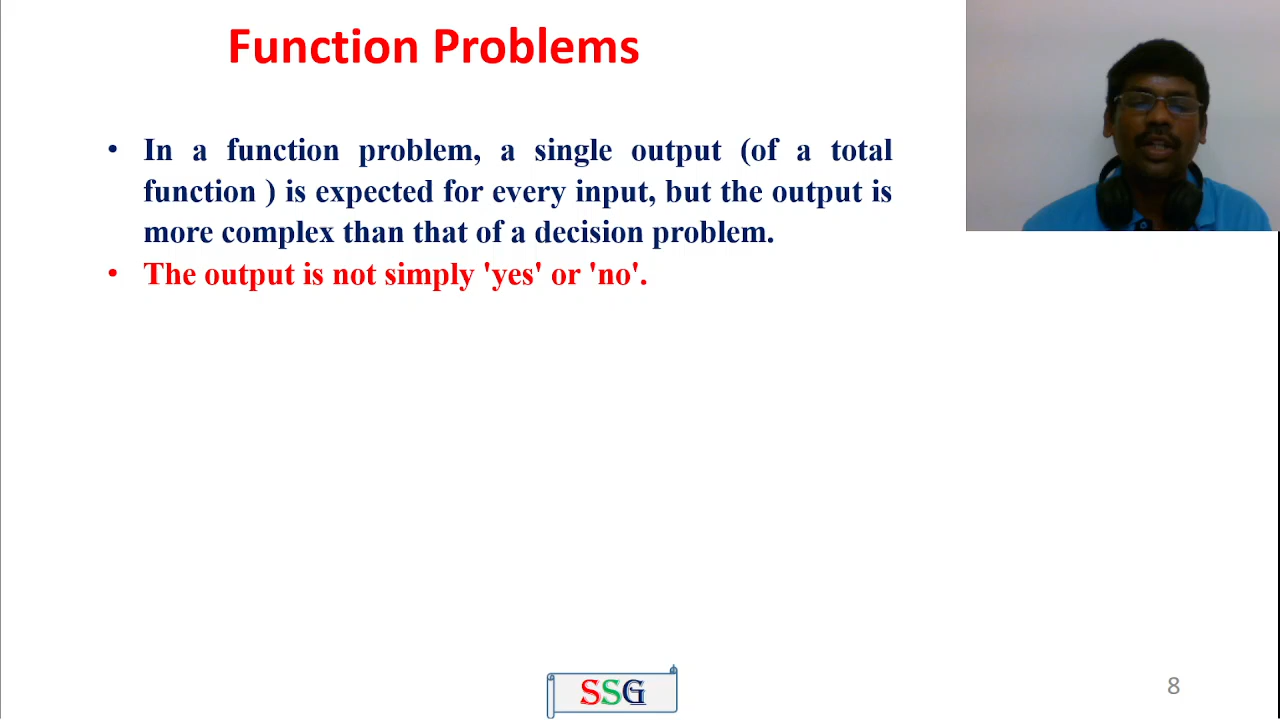 Function Problems
• In a function problem, a single output (of a total
function ) is expected for every input, but the output is
more complex than that of a decision problem.
• The output is not simply 'yes' or 'no'.
SSG
8